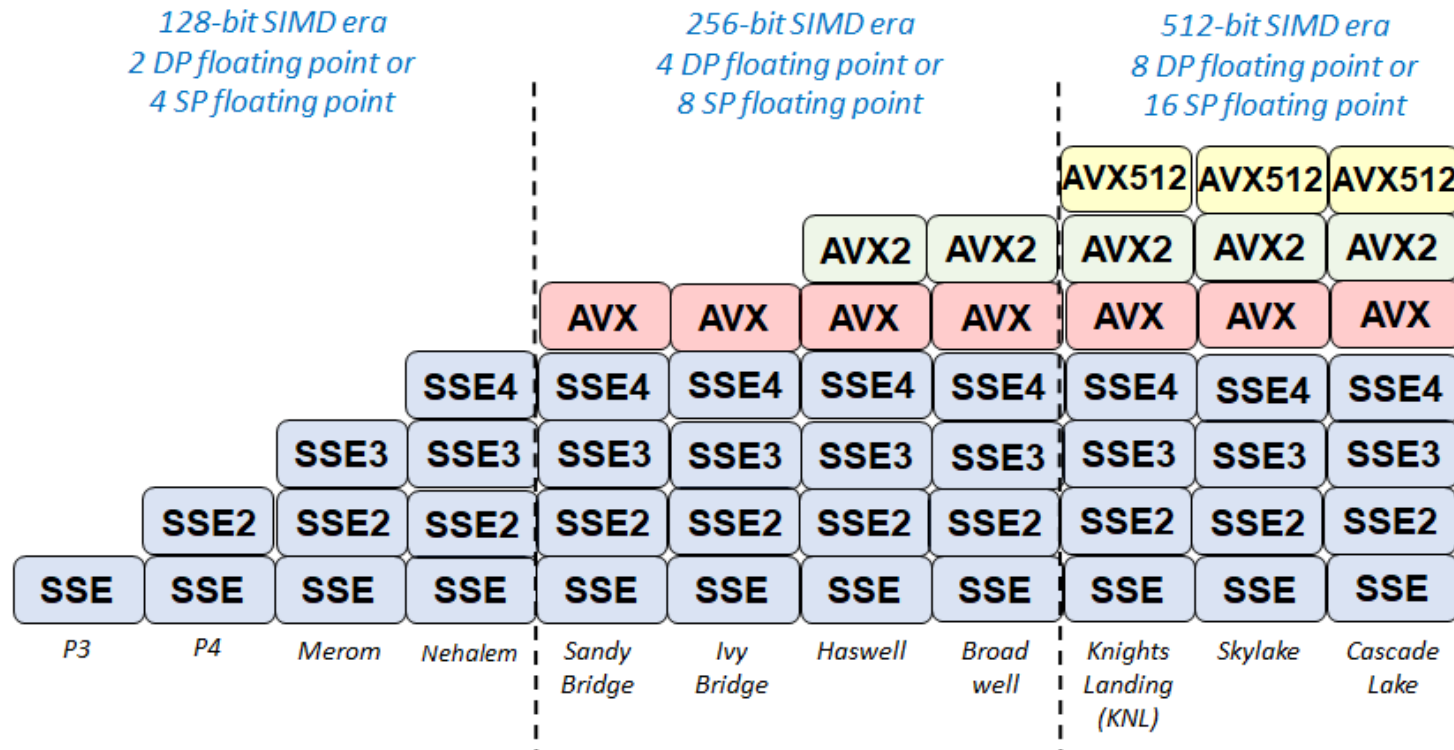 128-bit SIMD era
2 DP floating point or
4 SP floating point
256-bit SIMD era
4 DP floating point or
8 SP floating point
512-bit SIMD era
8 DP floating point or
16 SP floating point
AVX512 AVX512 AVX512
AVX2 AVX2 AVX2 AVX2 AVX2
AVX AVX AVX AVX AVX AVX AVX
SSE4 SSE4 SSE4 SSE4 SSE4 SSE4 SSE4 SSE4
SSE3 SSE3 SSE3 SSE3 SSE3 SSE3 SSE3 SSE3 SSE3
SSE2 SSE2 SSE2 SSE2 SSE2 SSE2 SSE2 SSE2 SSE2 SSE2
SSE SSE SSE SSE SSE SSE SSE SSE SSE SSE SSE
P3
P4
Merom
Nehalem
Sandy
Bridge
Ivy
Bridge
Haswell
Broad
well
Knights
Landing
(KNL)
Skylake
Cascade
Lake